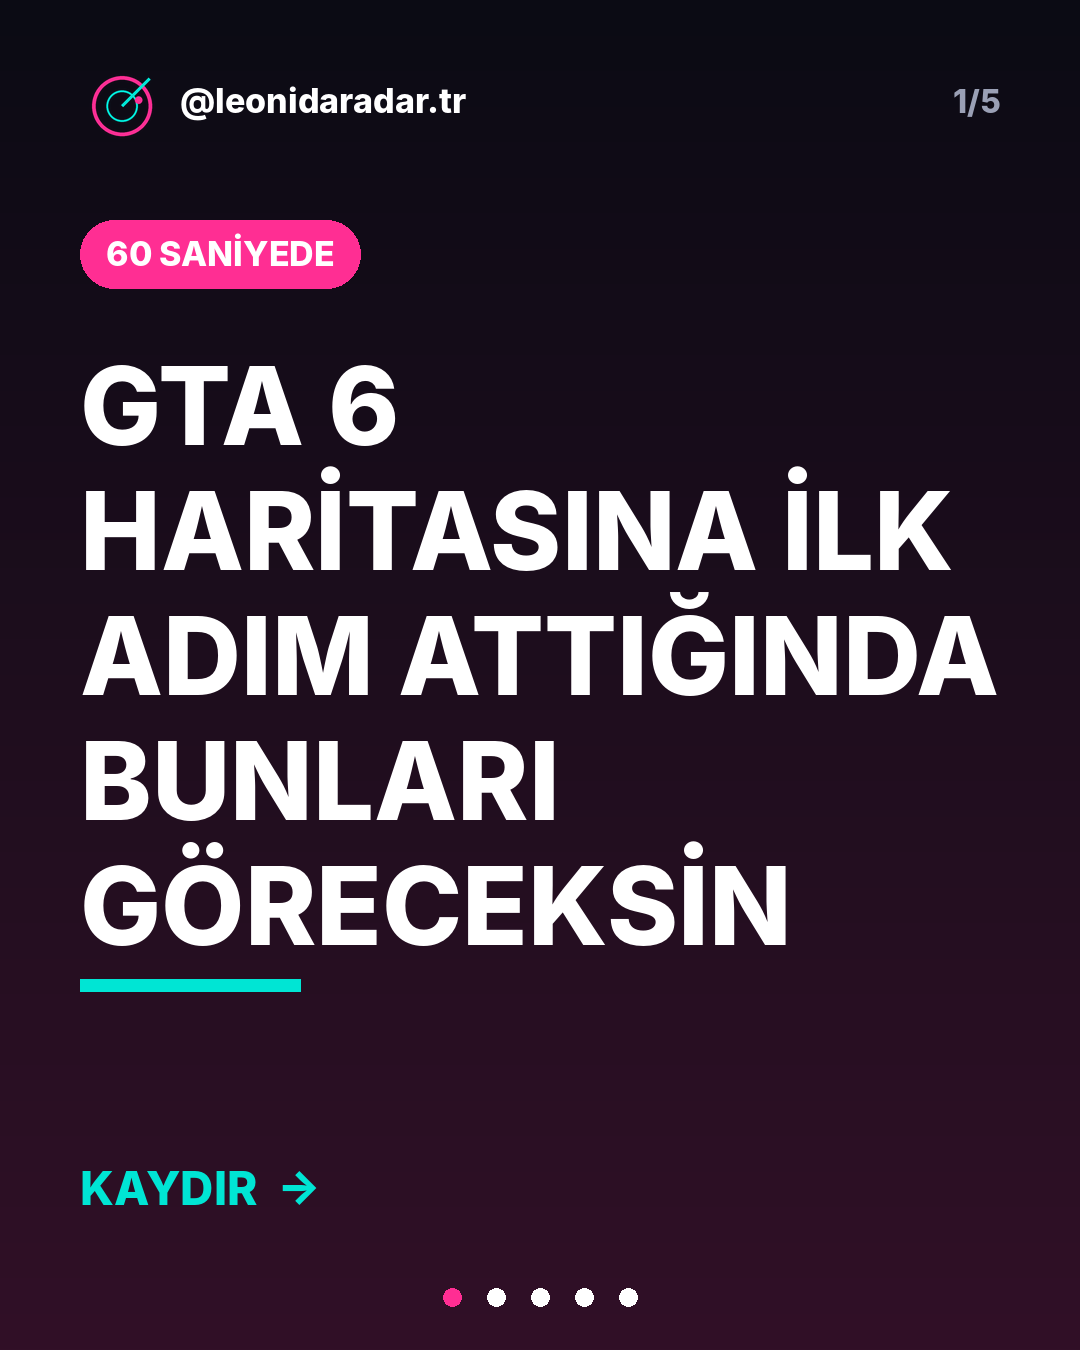 @leonidaradar.tr
1/5
60 SANİYEDE
GTA 6
HARİTASINA İLK
ADIM ATTIĞINDA
BUNLARI
GÖRECEKSİN
KAYDIR →